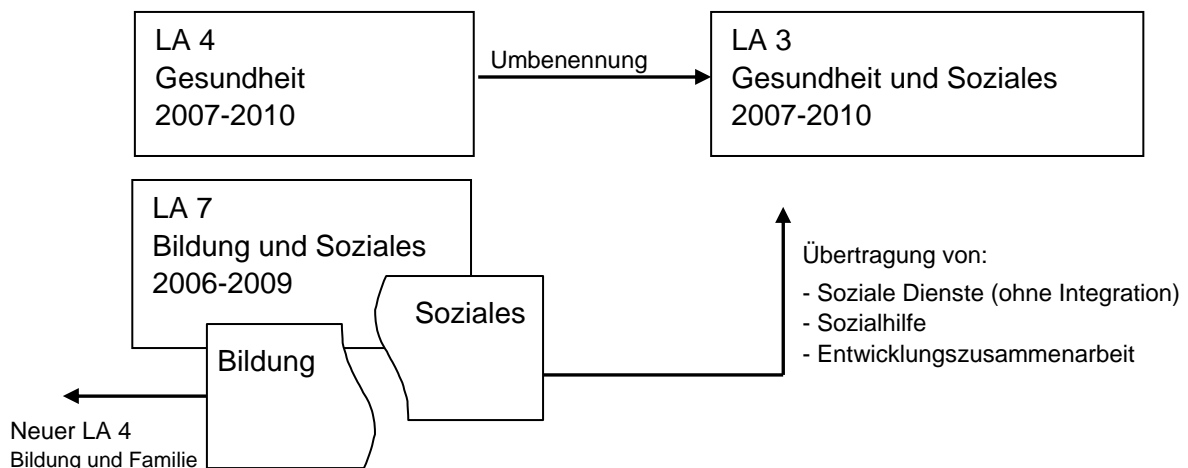 LA 4
Gesundheit
2007-2010
Umbenennung
LA 3
Gesundheit und Soziales
2007-2010
LA 7
Bildung und Soziales
2006-2009
Soziales
Bildung
Übertragung von:
- Soziale Dienste (ohne Integration)
- Sozialhilfe
- Entwicklungszusammenarbeit
Neuer LA 4
Bildung und Familie